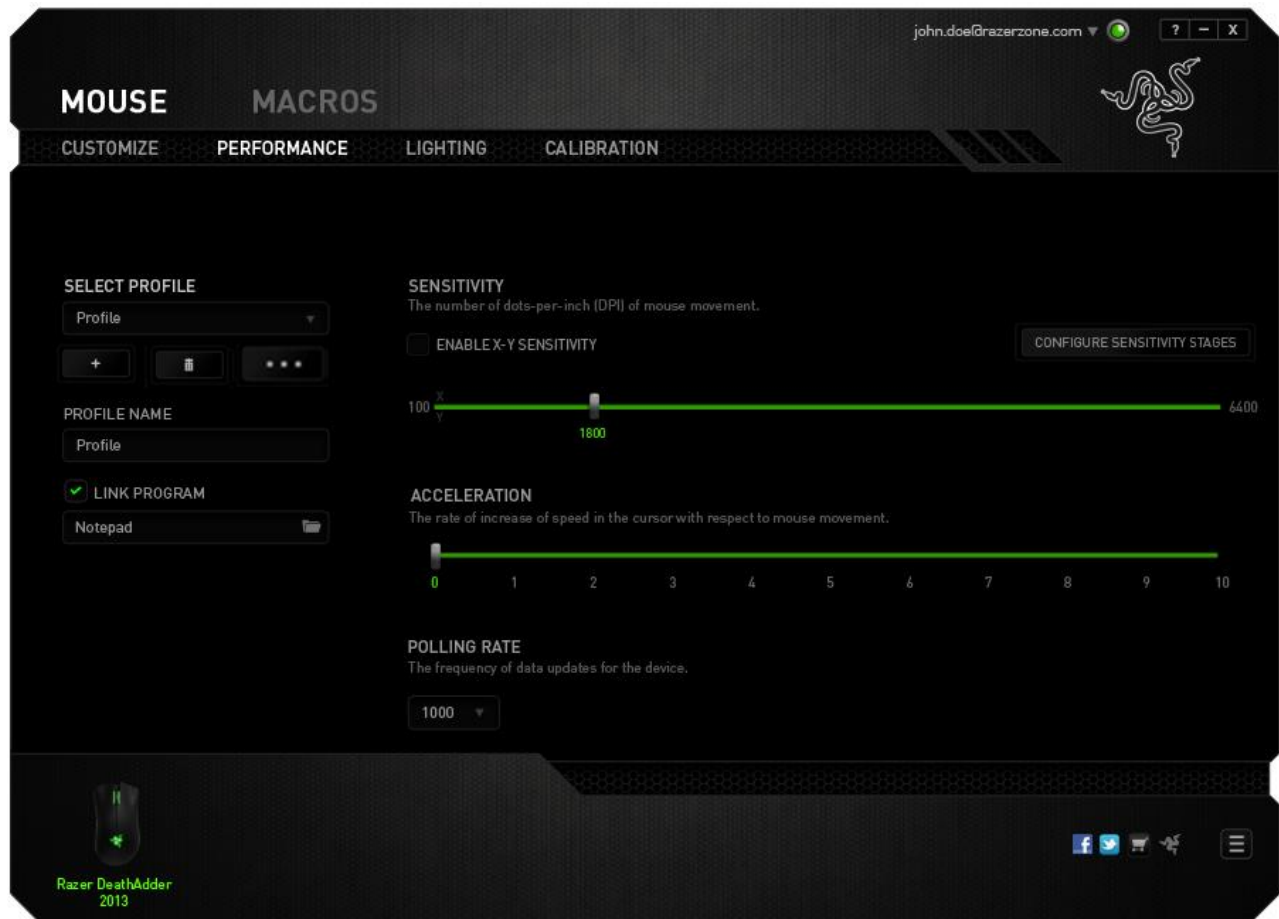 john.doe@razerzone.com
? – X
MOUSE MACROS
CUSTOMIZE PERFORMANCE LIGHTING CALIBRATION
SELECT PROFILE
Profile
+
PROFILE NAME
Profile
LINK PROGRAM
Notepad
SENSITIVITY
The number of dots-per-inch (DPI) of mouse movement.
ENABLE X-Y SENSITIVITY
CONFIGURE SENSITIVITY STAGES
X
100 6400
Y
1800
ACCELERATION
The rate of increase of speed in the cursor with respect to mouse movement.
0 1 2 3 4 5 6 7 8 9 10
POLLING RATE
The frequency of data updates for the device.
1000
Razer DeathAdder
2013
f